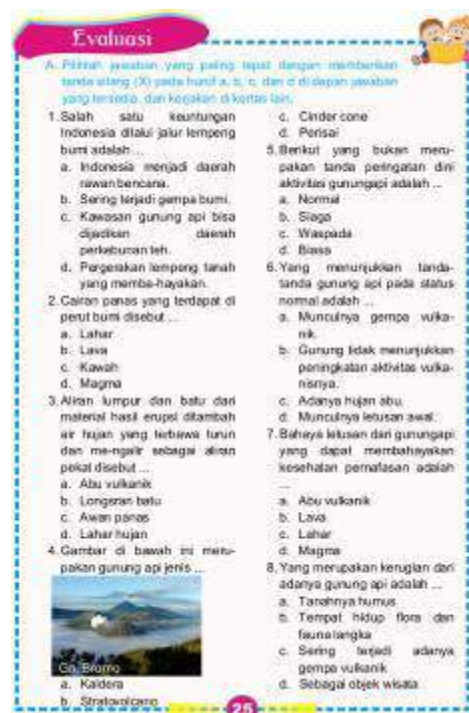 Evaluasi
A. Pilihlah jawaban yang paling tepat dengan memberikan
tanda silang (X) pada huruf a, b, c, dan d di depan jawaban
yang tersedia, dan kerjakan di kertas lain.
1. Salah satu keuntungan
Indonesia dilalui jalur lempeng
bumi adalah ...
a. Indonesia menjadi daerah
rawan bencana.
b. Sering terjadi gempa bumi.
c. Kawasan gunung api bisa
dijadikan daerah
perkebunan teh.
d. Pergerakan lempeng tanah
yang memba-hayakan.
2. Cairan panas yang terdapat di
perut bumi disebut ...
a. Lahar
b. Lava
c. Kawah
d. Magma
3. Aliran lumpur dan batu dari
material hasil erupsi ditambah
air hujan yang terbawa turun
dan me-ngalir sebagai aliran
pekat disebut ...
a. Abu vulkanik
b. Longsran batu
c. Awan panas
d. Lahar hujan
4. Gambar di bawah ini meru-
pakan gunung api jenis ...
Gn. Bromo
a. Kaldera
b. Stratovolcano
c. Cinder cone
d. Perisai
5. Berikut yang bukan meru-
pakan tanda peringatan dini
aktivitas gunungapi adalah ...
a. Normal
b. Siaga
c. Waspada
d. Biasa
6. Yang menunjukkan tanda-
tanda gunung api pada status
normal adalah ...
a. Munculnya gempa vulka-
nik.
b. Gunung tidak menunjukkan
peningkatan aktivitas vulka-
nisnya.
c. Adanya hujan abu.
d. Munculnya letusan awal.
7. Bahaya letusan dari gunungapi
yang dapat membahayakan
kesehatan pernafasan adalah
...
a. Abu vulkanik
b. Lava
c. Lahar
d. Magma
8. Yang merupakan kerugian dari
adanya gunung api adalah ...
a. Tanahnya humus
b. Tempat hidup flora dan
fauna langka
c. Sering terjadi adanya
gempa vulkanik
d. Sebagai objek wisata
25